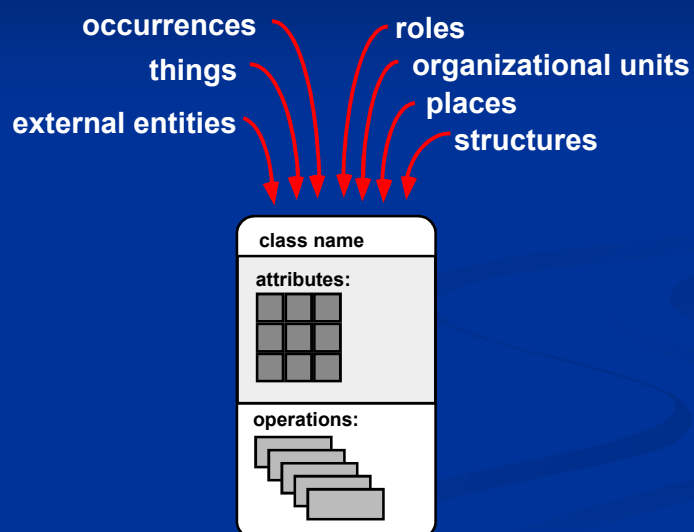 occurrences
things
external entities
roles
organizational units
places
structures
class name
attributes:
operations: